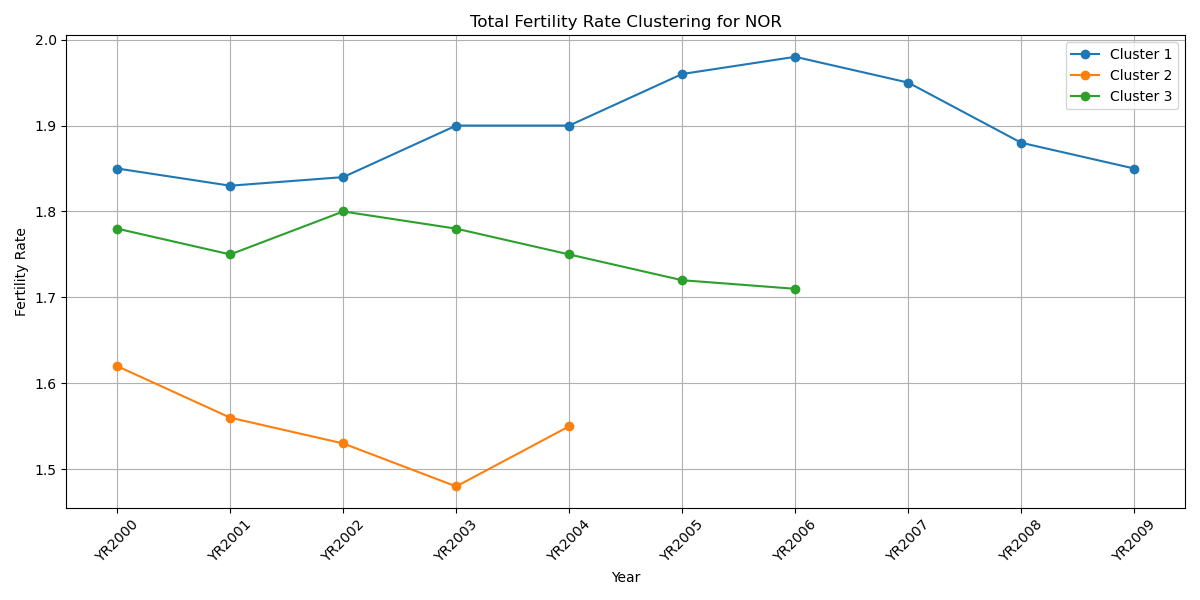 Total Fertility Rate Clustering for NOR
Cluster 1
Cluster 2
Cluster 3
Fertility Rate
2.0
1.9
1.8
1.7
1.6
1.5
YR2000
YR2001
YR2002
YR2003
YR2004
YR2005
YR2006
YR2007
YR2008
YR2009
Year